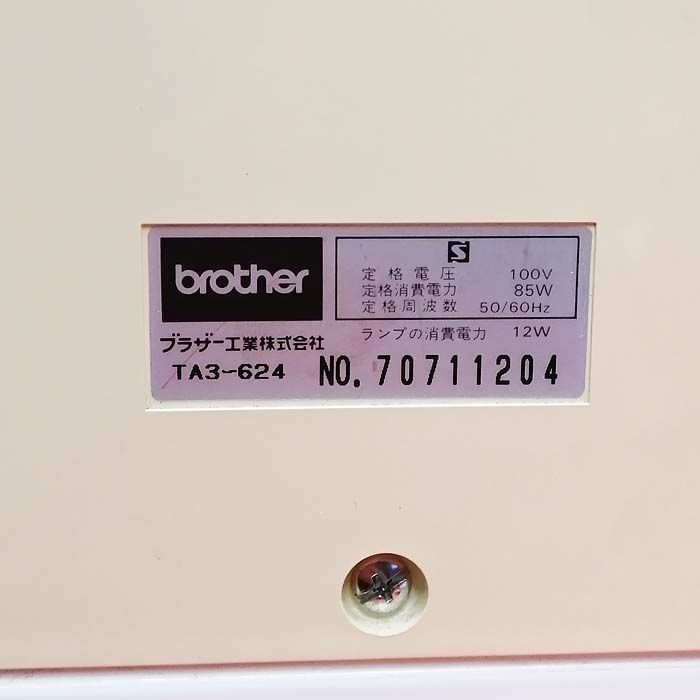 brother
ブラザー工業株式会社
TA3-624
S
定格電圧 100V
定格消費電力 85W
定格周波数 50/60Hz
ランプの消費電力 12W
NO. 70711204